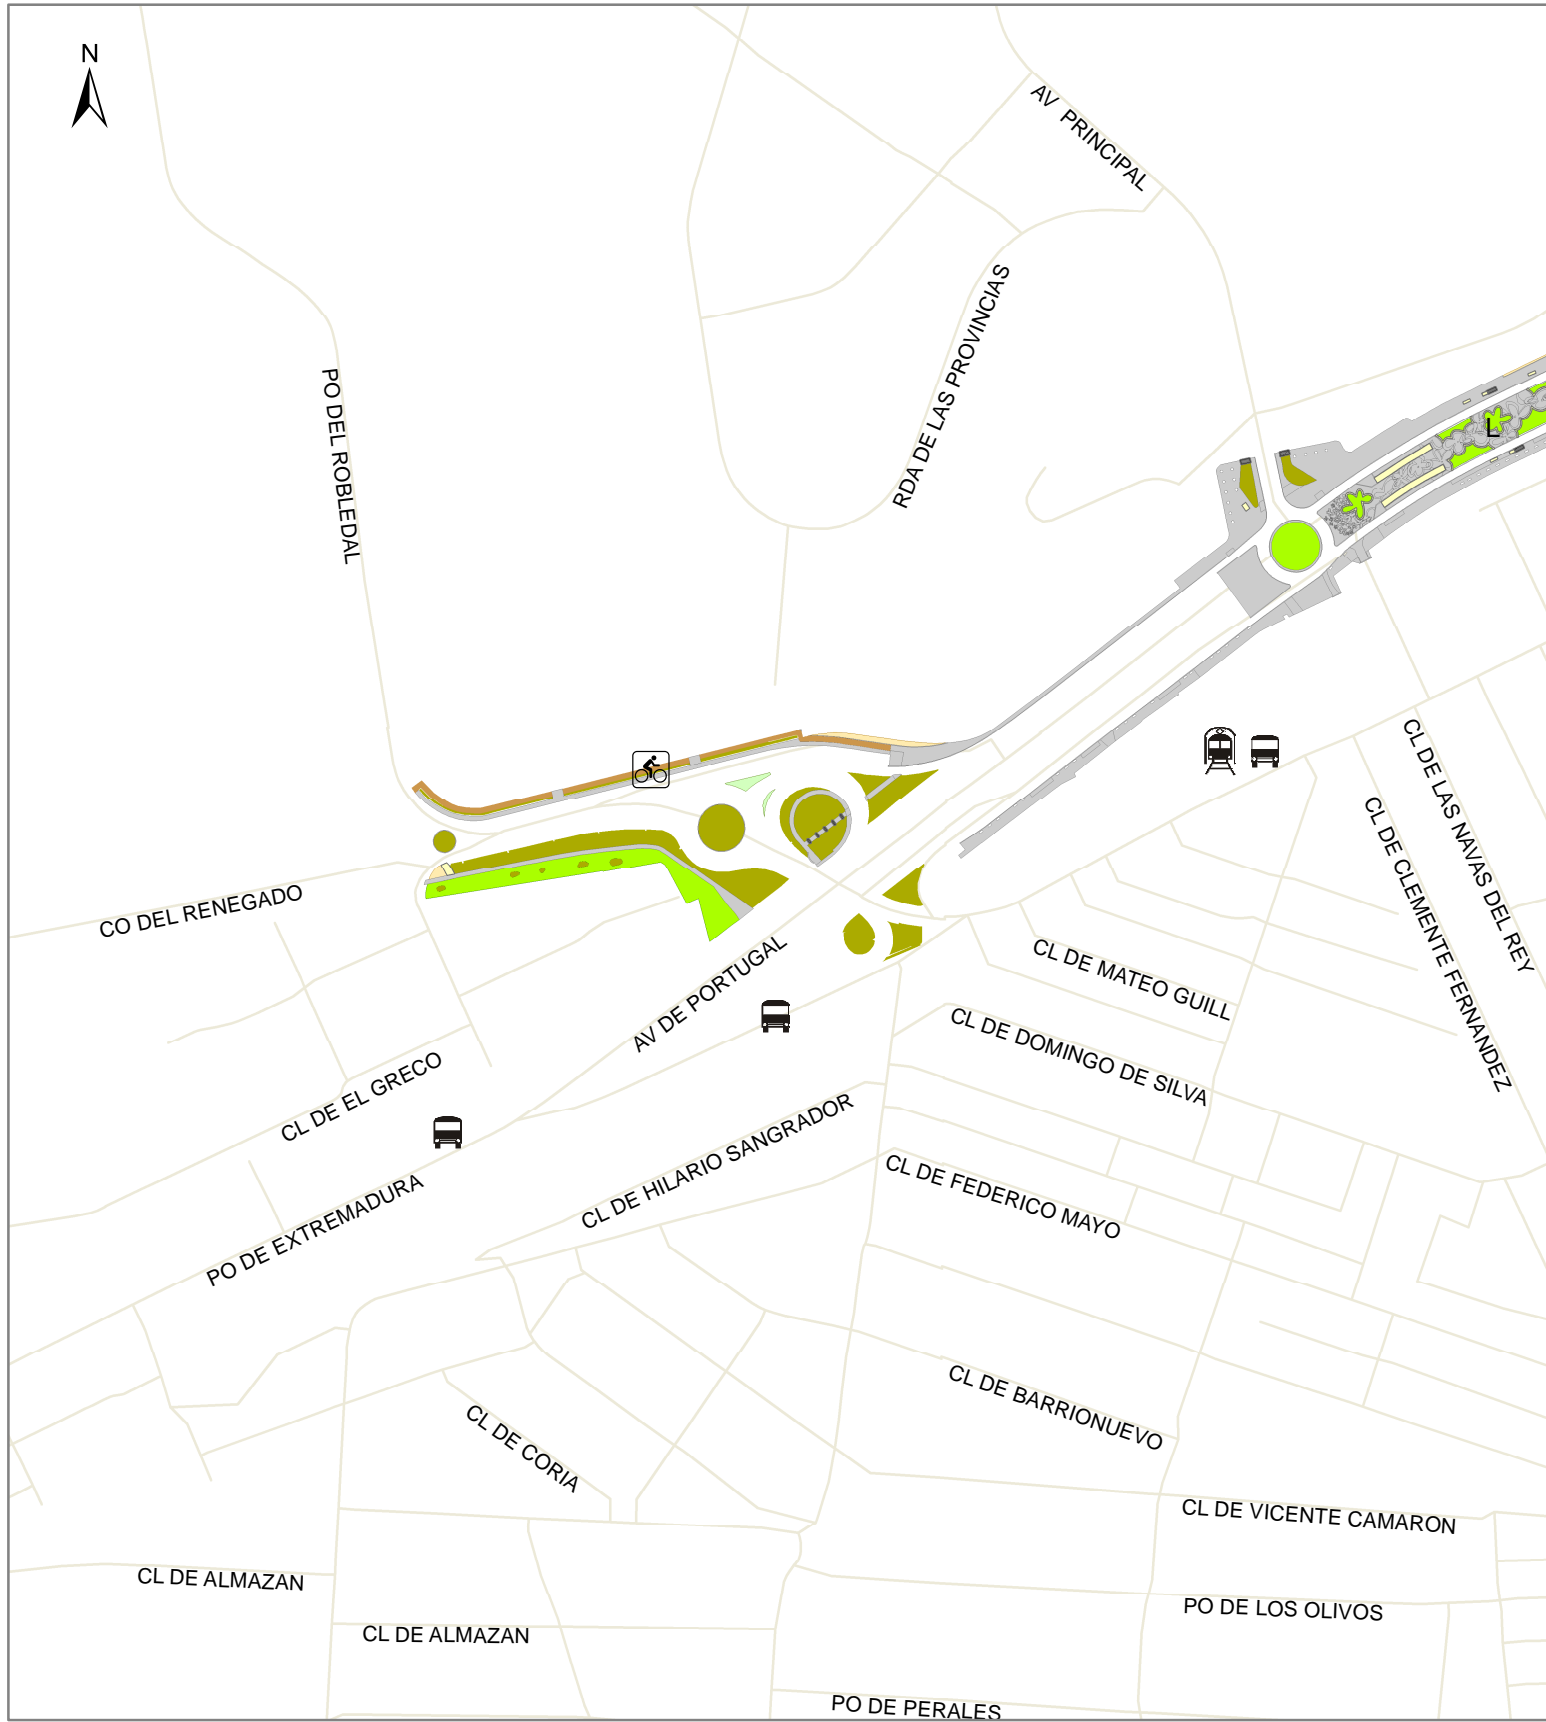 N
AV PRINCIPAL
RDA DE LAS PROVINCIAS
PO DEL ROBLEDAL
L
CL DE LAS NAVAS DEL REY
CL DE CLEMENTE FERNANDEZ
CO DEL RENEGADO
AV DE PORTUGAL
CL DE MATEO GUILL
CL DE DOMINGO DE SILVA
CL DE EL GRECO
CL DE HILARIO SANGRADOR
PO DE EXTREMADURA
CL DE FEDERICO MAYO
CL DE BARRIONUEVO
CL DE CORIA
CL DE VICENTE CAMARON
CL DE ALMAZAN
PO DE LOS OLIVOS
CL DE ALMAZAN
PO DE PERALES